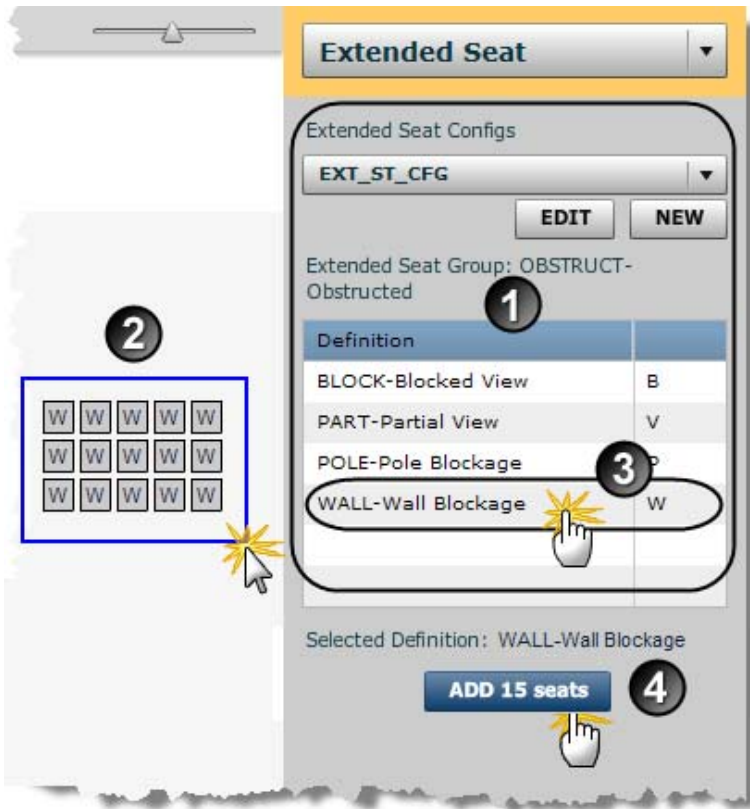 Extended Seat
Extended Seat Configs
EXT_ST_CFG
EDIT NEW
Extended Seat Group: OBSTRUCT-
Obstructed
1
2
Definition
BLOCK-Blocked View B
PART-Partial View V
POLE-Pole Blockage P
3
WALL-Wall Blockage W
W W W W W
W W W W W
W W W W W
Selected Definition: WALL-Wall Blockage
ADD 15 seats
4